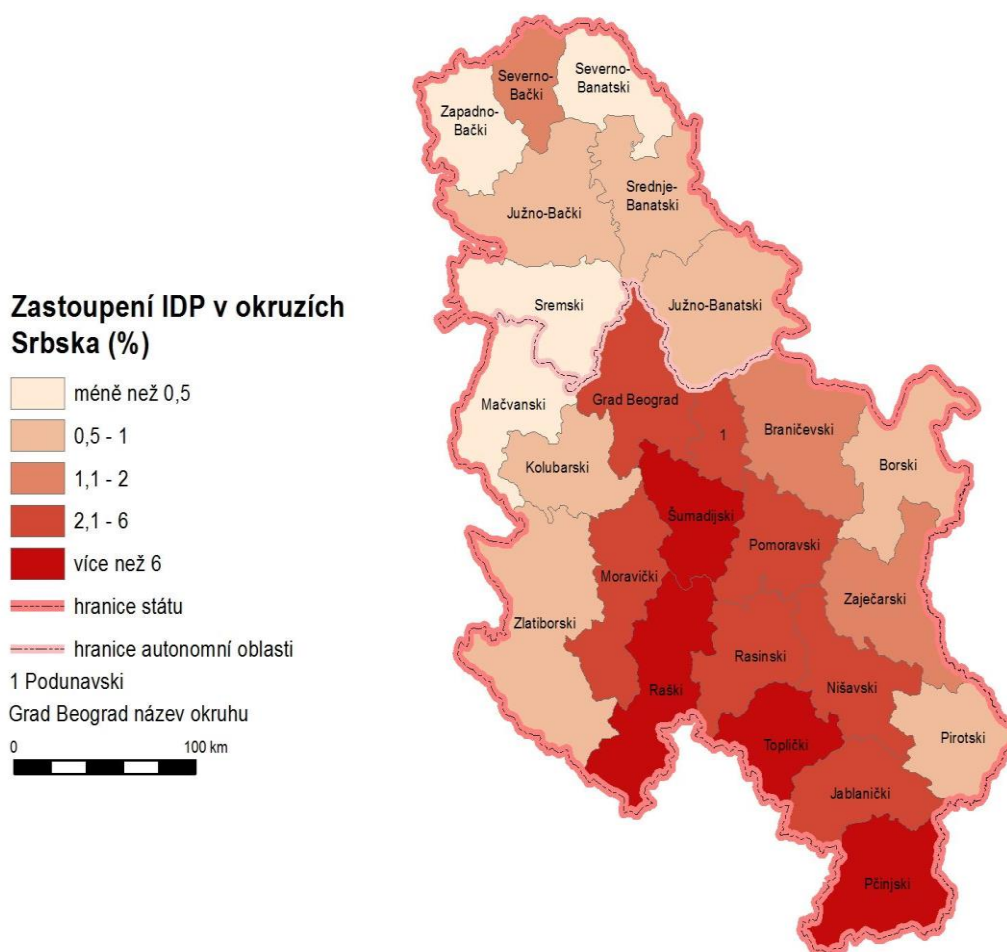 Severno-
Bački
Severno-
Banatski
Zapadno-
Bački
Srednje-
Banatski
Južno-Bački
Sremski
Južno-Banatski
Zastoupení IDP v okruzích
Srbska (%)
méně než 0,5
0,5 - 1
1,1 - 2
2,1 - 6
více než 6
hranice státu
hranice autonomní oblasti
1 Podunavski
Grad Beograd název okruhu
0 100 km
Mačvanski
Grad Beograd
1
Braničevski
Borski
Kolubarski
Šumadijski
Pomoravski
Moravički
Zaječarski
Zlatiborski
Rasinski
Raški
Nišavski
Toplički
Pirotski
Jablanički
Pčinjski